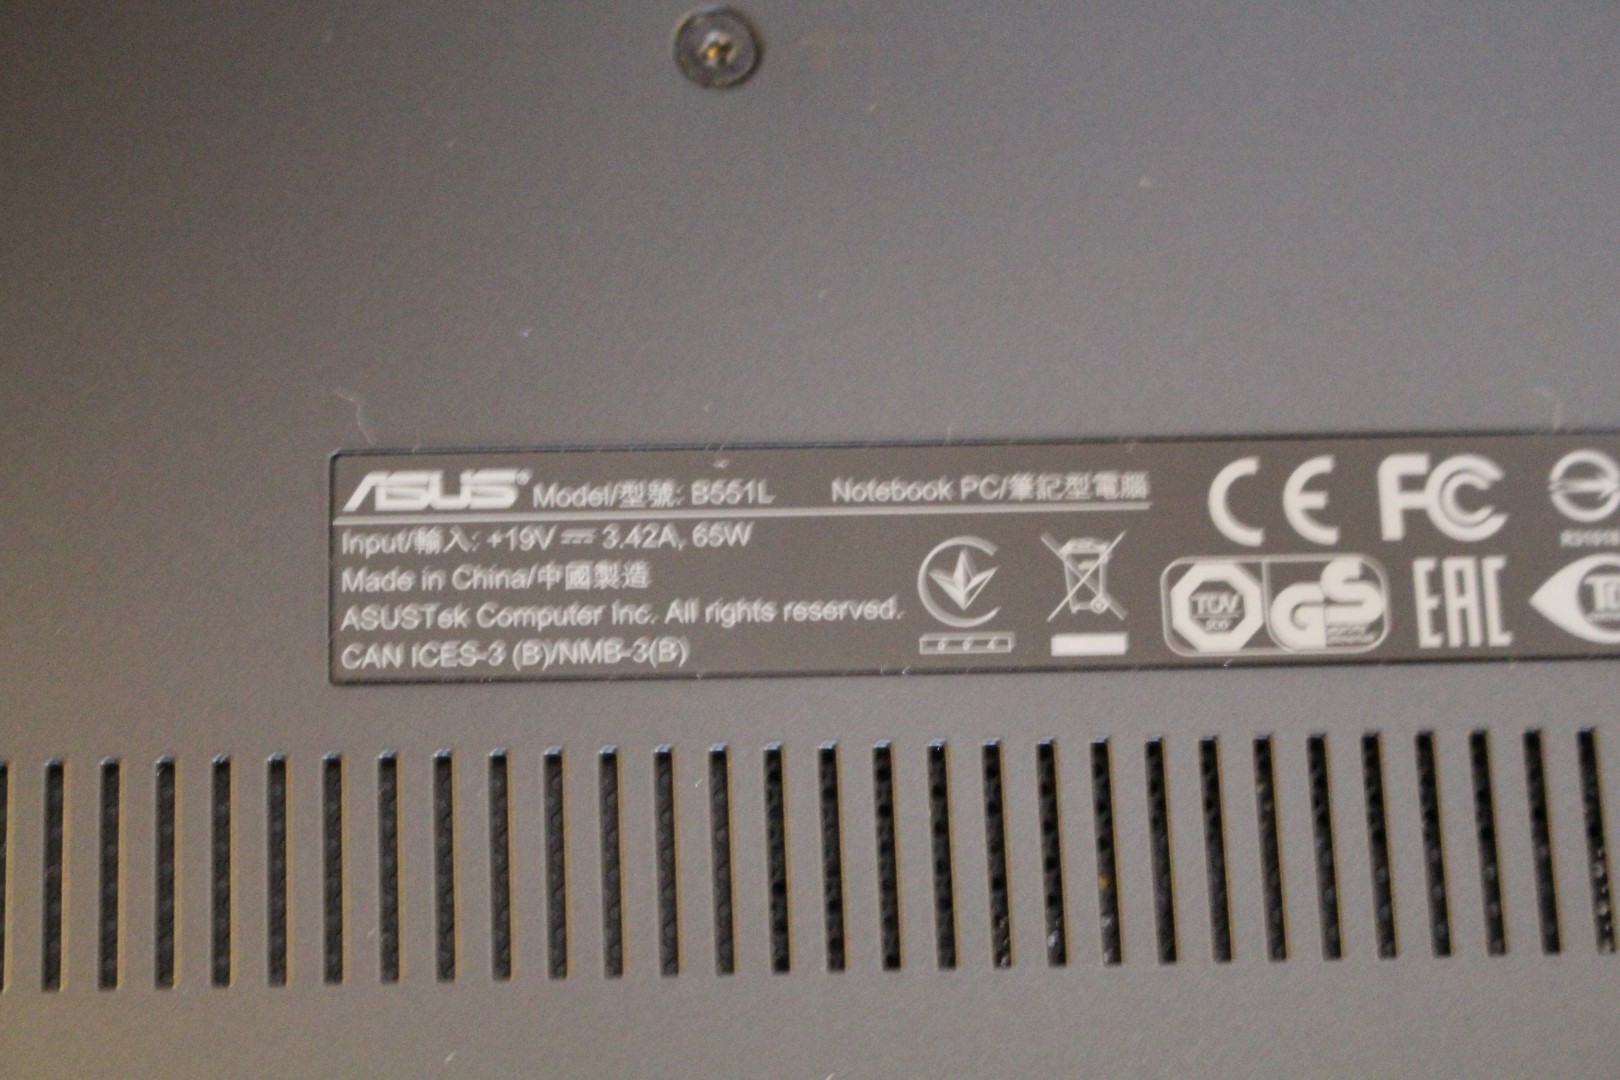 ASUS® Model/型號: B551L Notebook PC/筆記型電腦
Input/輸入: +19V ⎓ 3.42A, 65W
Made in China/中國製造
ASUSTek Computer Inc. All rights reserved.
CAN ICES-3 (B)/NMB-3(B)
CE FC
TÜV GS EAC